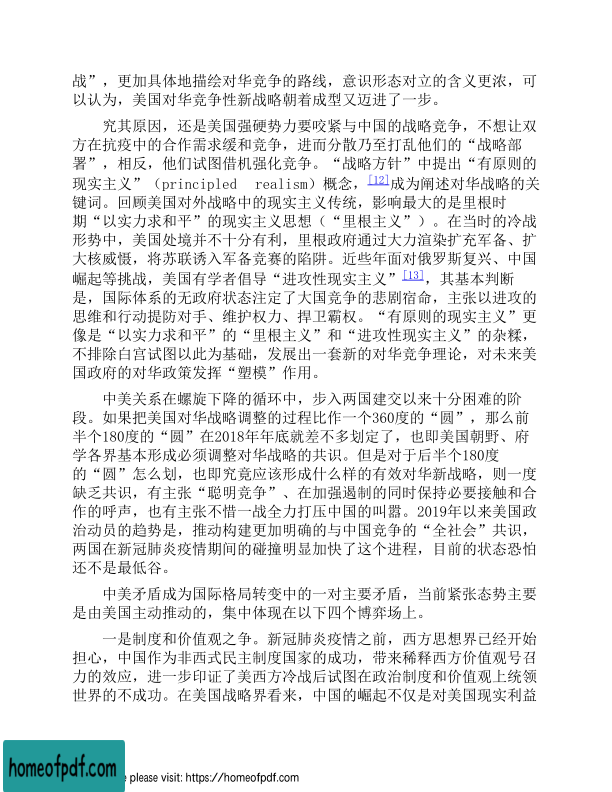 战”，更加具体地描绘对华竞争的路线，意识形态对立的含义更浓，可
以认为，美国对华竞争性新战略朝着成型又迈进了一步。
究其原因，还是美国强硬势力要咬紧与中国的战略竞争，不想让双
方在抗疫中的合作需求缓和竞争，进而分散乃至打乱他们的“战略部
署”，相反，他们试图借机强化竞争。“战略方针”中提出“有原则的
现实主义”（principled realism）概念，[12]成为阐述对华战略的关
键词。回顾美国对外战略中的现实主义传统，影响最大的是里根时
期“以实力求和平”的现实主义思想（“里根主义”）。在当时的冷战
形势中，美国处境并不十分有利，里根政府通过大力渲染扩充军备、扩
大核威慑，将苏联诱入军备竞赛的陷阱。近些年面对俄罗斯复兴、中国
崛起等挑战，美国有学者倡导“进攻性现实主义”[13]，其基本判断
是，国际体系的无政府状态注定了大国竞争的悲剧宿命，主张以进攻的
思维和行动提防对手、维护权力、捍卫霸权。“有原则的现实主义”更
像是“以实力求和平”的“里根主义”和“进攻性现实主义”的杂糅，
不排除白宫试图以此为基础，发展出一套新的对华竞争理论，对未来美
国政府的对华政策发挥“塑模”作用。
中美关系在螺旋下降的循环中，步入两国建交以来十分困难的阶
段。如果把美国对华战略调整的过程比作一个360度的“圆”，那么前
半个180度的“圆”在2018年年底就差不多划定了，也即美国朝野、府
学各界基本形成必须调整对华战略的共识。但是对于后半个180度
的“圆”怎么划，也即究竟应该形成什么样的有效对华新战略，则一度
缺乏共识，有主张“聪明竞争”、在加强遏制的同时保持必要接触和合
作的呼声，也有主张不惜一战全力打压中国的叫嚣。2019年以来美国政
治动员的趋势是，推动构建更加明确的与中国竞争的“全社会”共识，
两国在新冠肺炎疫情期间的碰撞明显加快了这个进程，目前的状态恐怕
还不是最低谷。
中美矛盾成为国际格局转变中的一对主要矛盾，当前紧张态势主要
是由美国主动推动的，集中体现在以下四个博弈场上。
一是制度和价值观之争。新冠肺炎疫情之前，西方思想界已经开始
担心，中国作为非西式民主制度国家的成功，带来稀释西方价值观号召
力的效应，进一步印证了美西方冷战后试图在政治制度和价值观上统领
世界的不成功。在美国战略界看来，中国的崛起不仅是对美国现实利益
homeofpdf.com
e please visit: https://homeofpdf.com